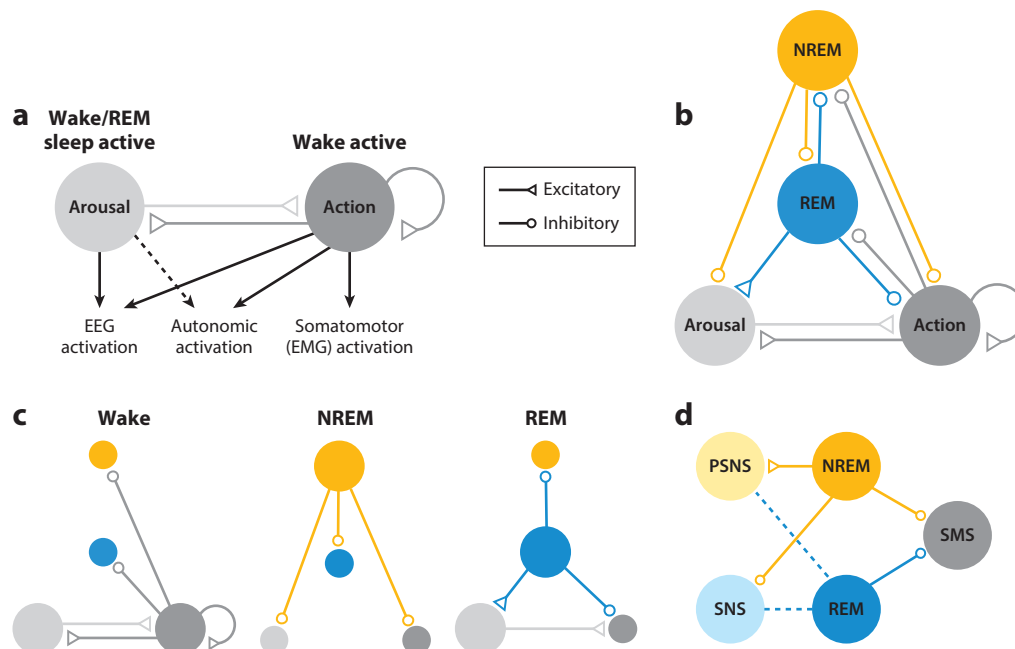 a
Wake/REM
sleep active
Wake active
Arousal
Action
EEG
activation
Autonomic
activation
Somatomotor
(EMG) activation
Excitatory
Inhibitory
b
NREM
REM
Arousal
Action
c
Wake
NREM
REM
d
PSNS
NREM
SMS
SNS
REM